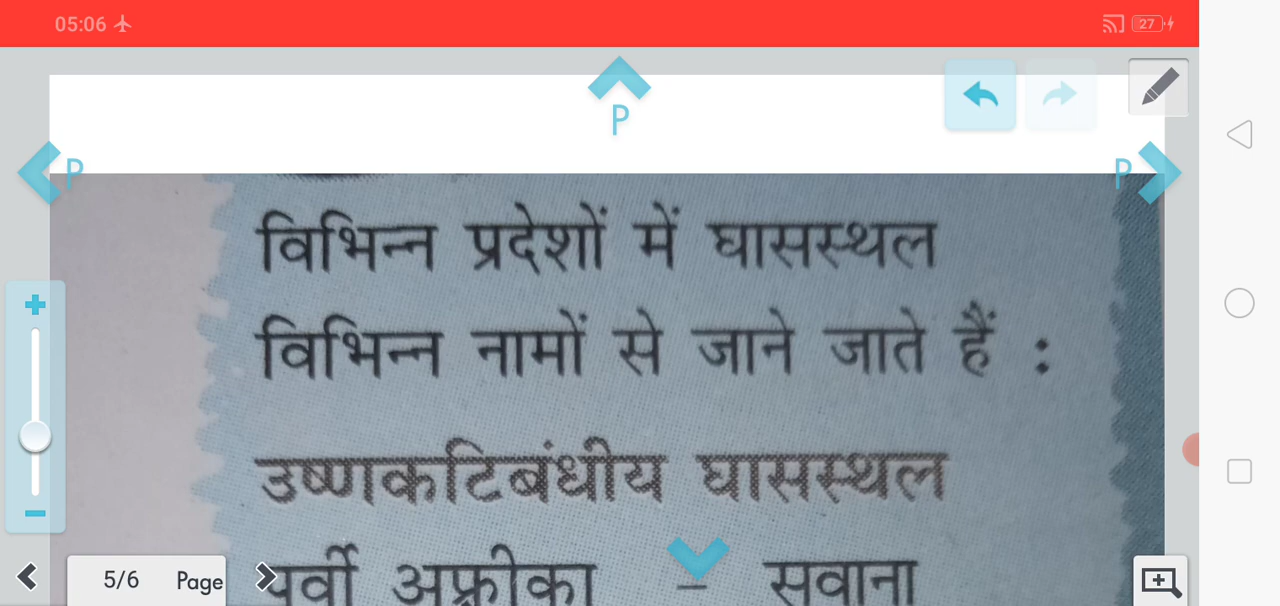 05:06
27
P
P
P
विभिन्न प्रदेशों में घासस्थल
विभिन्न नामों से जाने जाते हैं :
उष्णकटिबंधीय घासस्थल
पूर्वी अफ्रीका – सवाना
5/6 Page